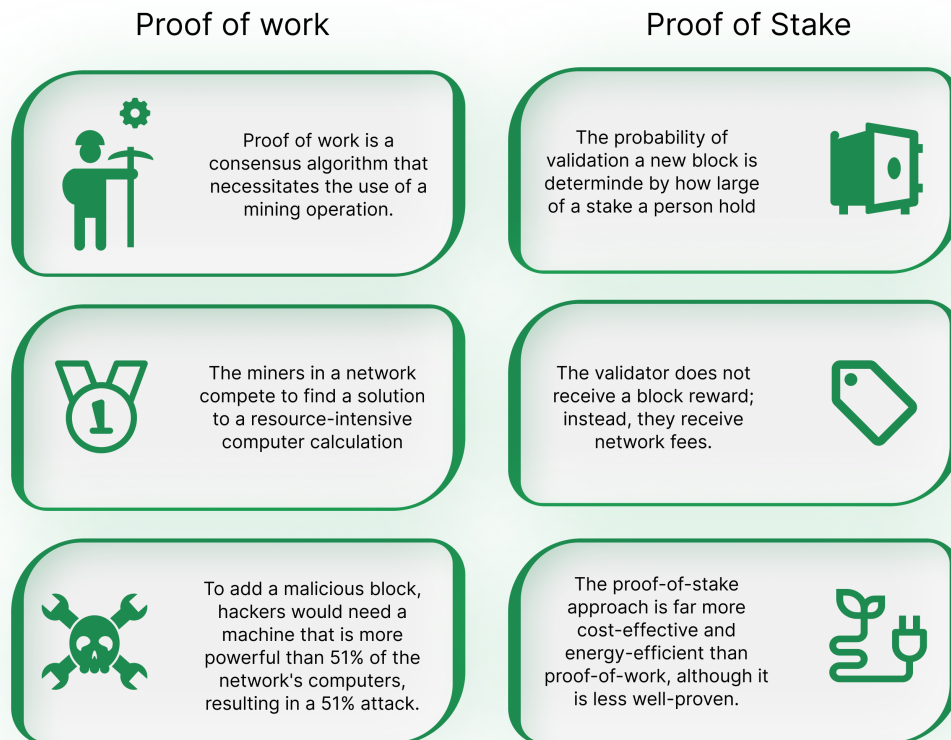 Proof of work
Proof of work is a
consensus algorithm that
necessitates the use of a
mining operation.
The miners in a network
compete to find a solution
to a resource-intensive
computer calculation
To add a malicious block,
hackers would need a
machine that is more
powerful than 51% of the
network's computers,
resulting in a 51% attack.
Proof of Stake
The probability of
validation a new block is
determinde by how large
of a stake a person hold
The validator does not
receive a block reward;
instead, they receive
network fees.
The proof-of-stake
approach is far more
cost-effective and
energy-efficient than
proof-of-work, although it
is less well-proven.